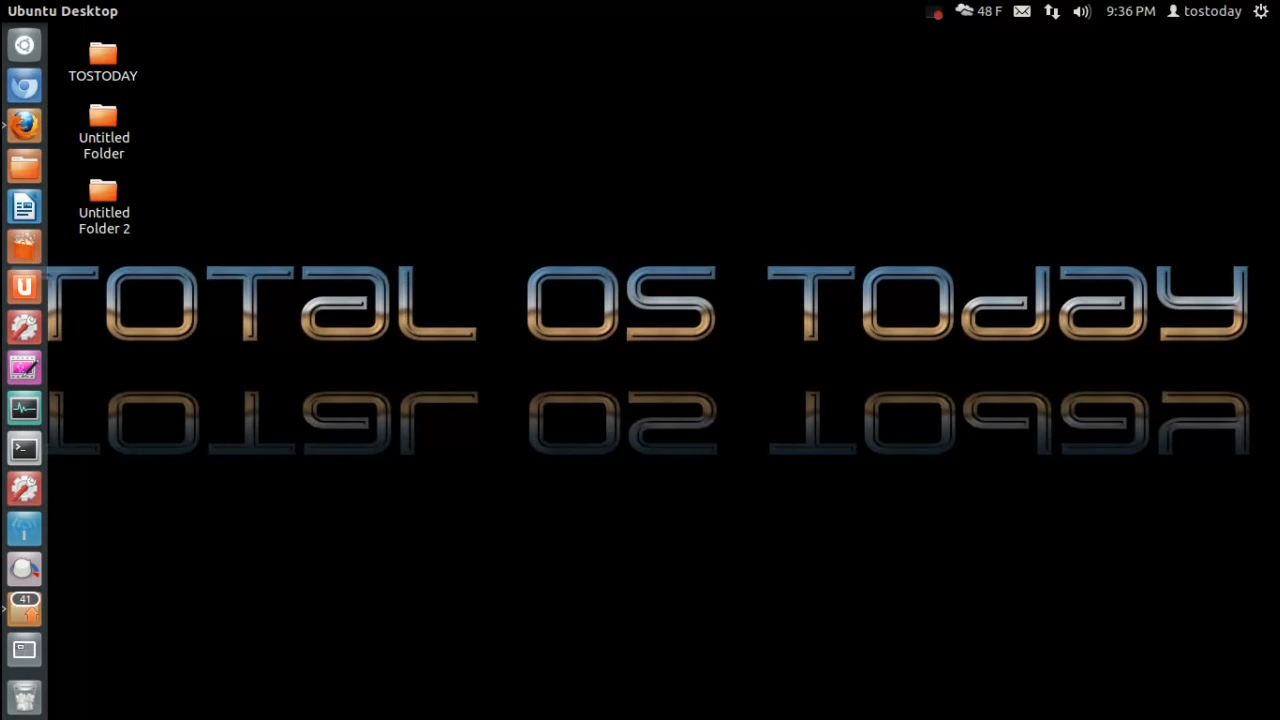 Ubuntu Desktop
48 F
9:36 PM
tostoday
TOSTODAY
Untitled
Folder
Untitled
Folder 2
TOTaL OS TOdaY
U
>_
41